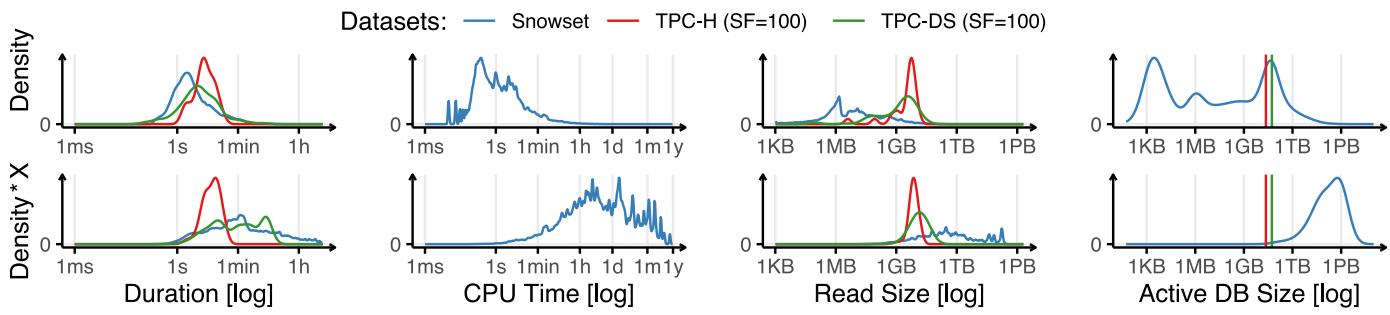 Datasets: Snowset TPC-H (SF=100) TPC-DS (SF=100)
Density
0 0 0 0
1ms 1s 1min 1h 1ms 1s 1min 1h 1d 1m1y 1KB 1MB 1GB 1TB 1PB 1KB 1MB 1GB 1TB 1PB
Density * X
0 0 0 0
1ms 1s 1min 1h 1ms 1s 1min 1h 1d 1m1y 1KB 1MB 1GB 1TB 1PB 1KB 1MB 1GB 1TB 1PB
Duration [log] CPU Time [log] Read Size [log] Active DB Size [log]